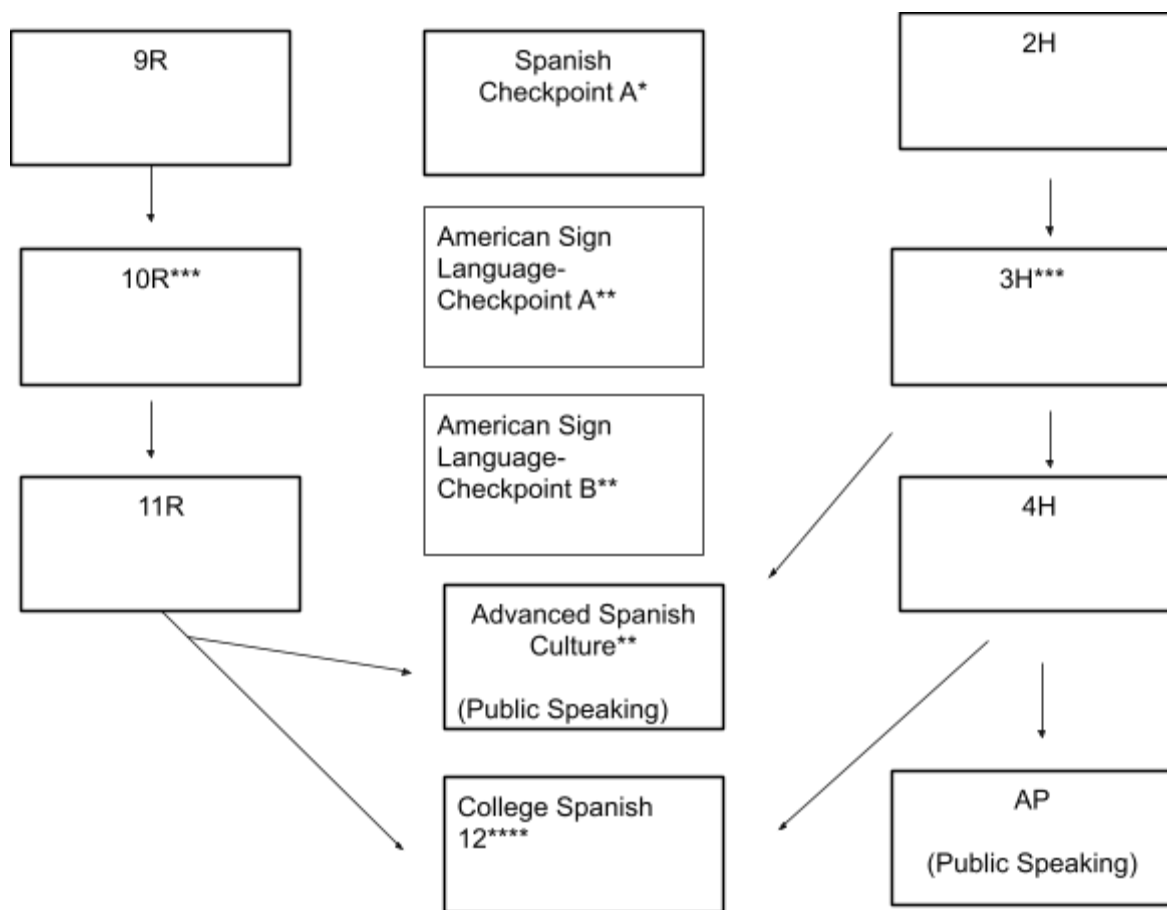 9R
Spanish
Checkpoint A*
2H
American Sign
Language-
Checkpoint A**
10R***
3H***
American Sign
Language-
Checkpoint B**
11R
4H
Advanced Spanish
Culture**
(Public Speaking)
College Spanish
12****
AP
(Public Speaking)